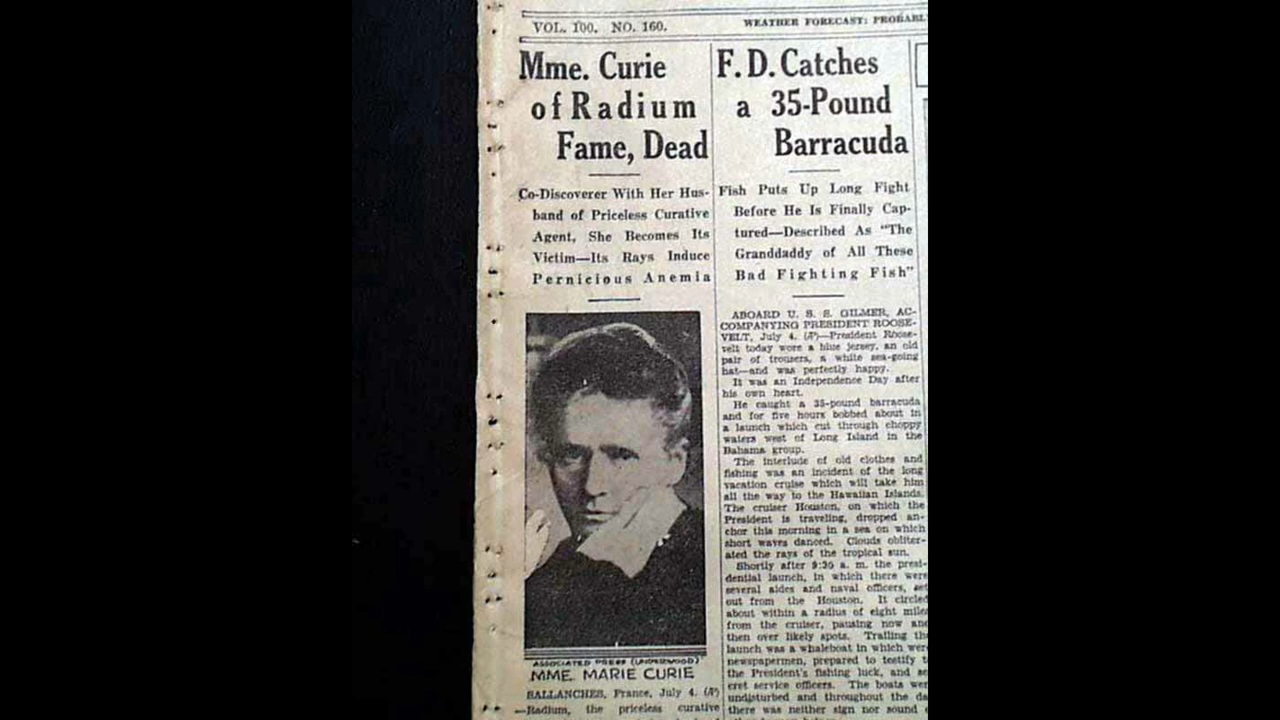 VOL. 100. NO. 160.
WEATHER FORECAST: PROBABL
Mme. Curie
of Radium
Fame, Dead
Co-Discoverer With Her Hus-
band of Priceless Curative
Agent, She Becomes Its
Victim—Its Rays Induce
Pernicious Anemia
ASSOCIATED PRESS (UNDERWOOD)
MME. MARIE CURIE
SALLANCHES, France, July 4. (AP)
—Radium, the priceless curative
F. D. Catches
a 35-Pound
Barracuda
Fish Puts Up Long Fight
Before He Is Finally Cap-
tured—Described As "The
Granddaddy of All These
Bad Fighting Fish"
ABOARD U. S. S. GILMER, AC-
COMPANYING PRESIDENT ROOSE-
VELT, July 4. (AP)—President Roose-
velt today wore a blue jersey, an old
pair of trousers, a white sea-going
hat—and was perfectly happy.
It was an Independence Day after
his own heart.
He caught a 35-pound barracuda
and for five hours bobbed about in
a launch which cut through choppy
waters west of Long Island in the
Bahama group.
The interlude of old clothes and
fishing was an incident of the long
vacation cruise which will take him
all the way to the Hawaiian Islands.
The cruiser Houston, on which the
President is traveling, dropped an-
chor this morning in a sea on which
short waves danced. Clouds obliter-
ated the rays of the tropical sun.
Shortly after 9:30 a. m. the presi-
dential launch, in which there were
several aides and naval officers, set
out from the Houston. It circled
about within a radius of eight miles
from the cruiser, pausing now and
then over likely spots. Trailing the
launch was a whaleboat in which were
newspapermen, prepared to testify t
the President's fishing luck, and se
cret service officers. The boats wer
undisturbed and throughout the da
there was neither sign nor sound o